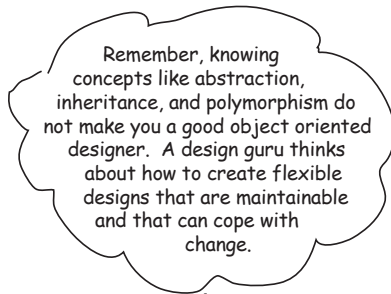 Remember, knowing
concepts like abstraction,
inheritance, and polymorphism do
not make you a good object oriented
designer. A design guru thinks
about how to create flexible
designs that are maintainable
and that can cope with
change.